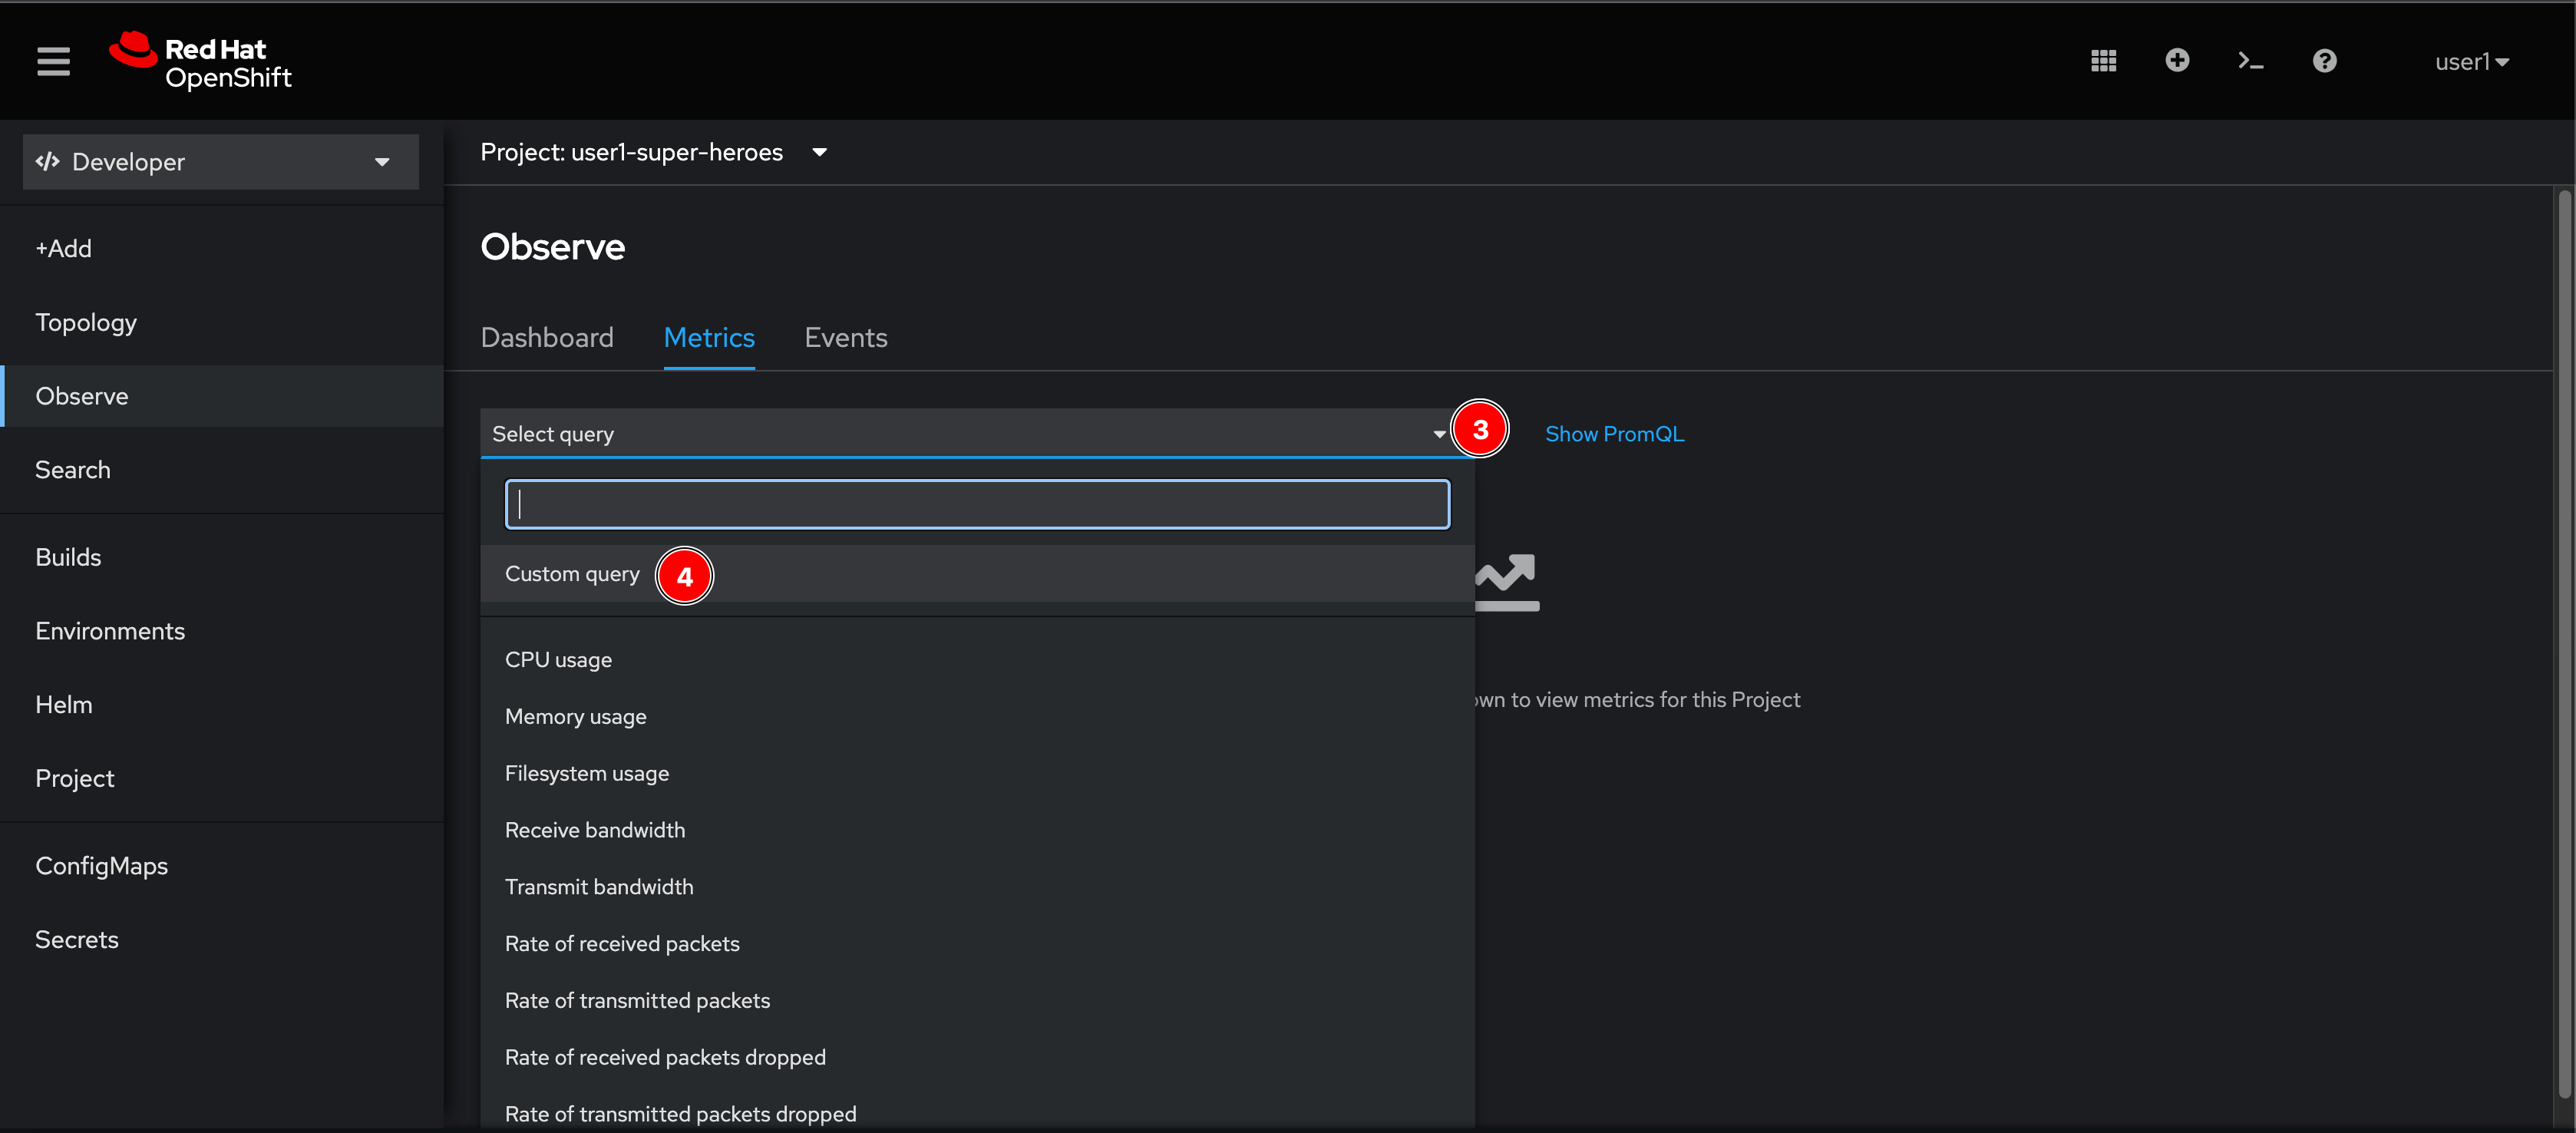 Red Hat
OpenShift
user1
Developer
Project: user1-super-heroes
+Add
Topology
Observe
Search
Builds
Environments
Helm
Project
ConfigMaps
Secrets
Observe
Dashboard Metrics Events
Select query 3 Show PromQL
Custom query 4
CPU usage
Memory usage
Filesystem usage
Receive bandwidth
Transmit bandwidth
Rate of received packets
Rate of transmitted packets
Rate of received packets dropped
Rate of transmitted packets dropped
to view metrics for this Project